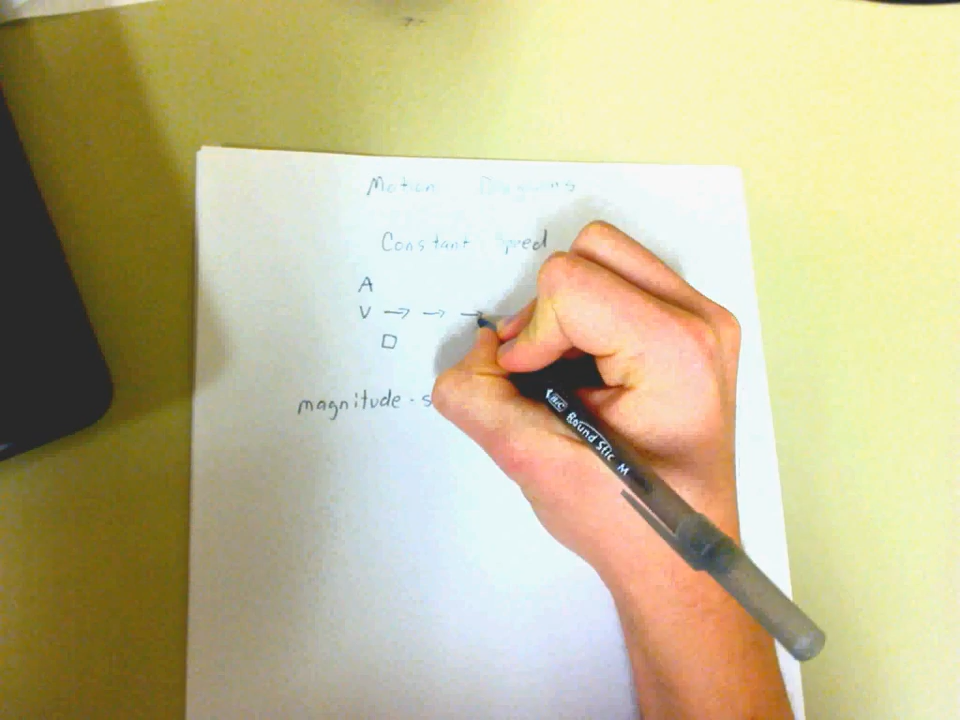 Motion Diagrams
Constant Speed
A
V → → →
□
magnitude - s
BIC Round Stic M